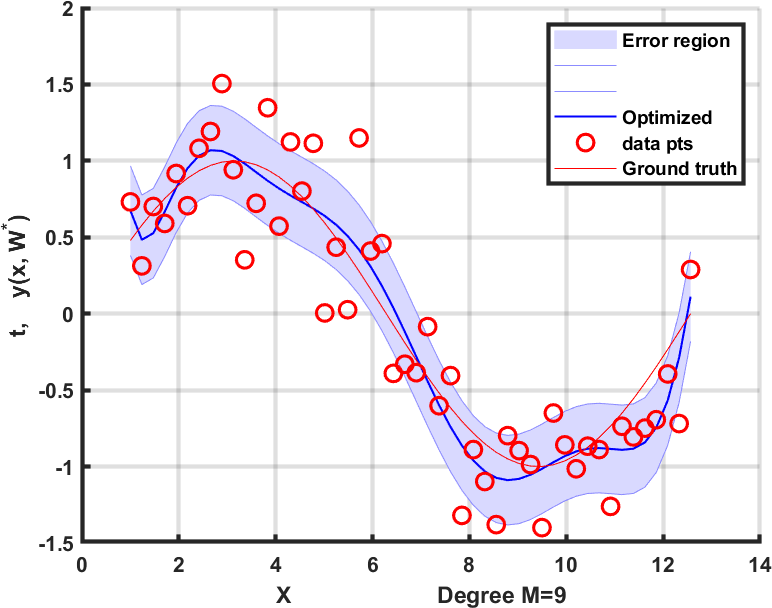 2
1.5
1
0.5
0
-0.5
-1
-1.5
0 2 4 6 8 10 12 14
t, y(x, W*)
X Degree M=9
Error region
Optimized
data pts
Ground truth